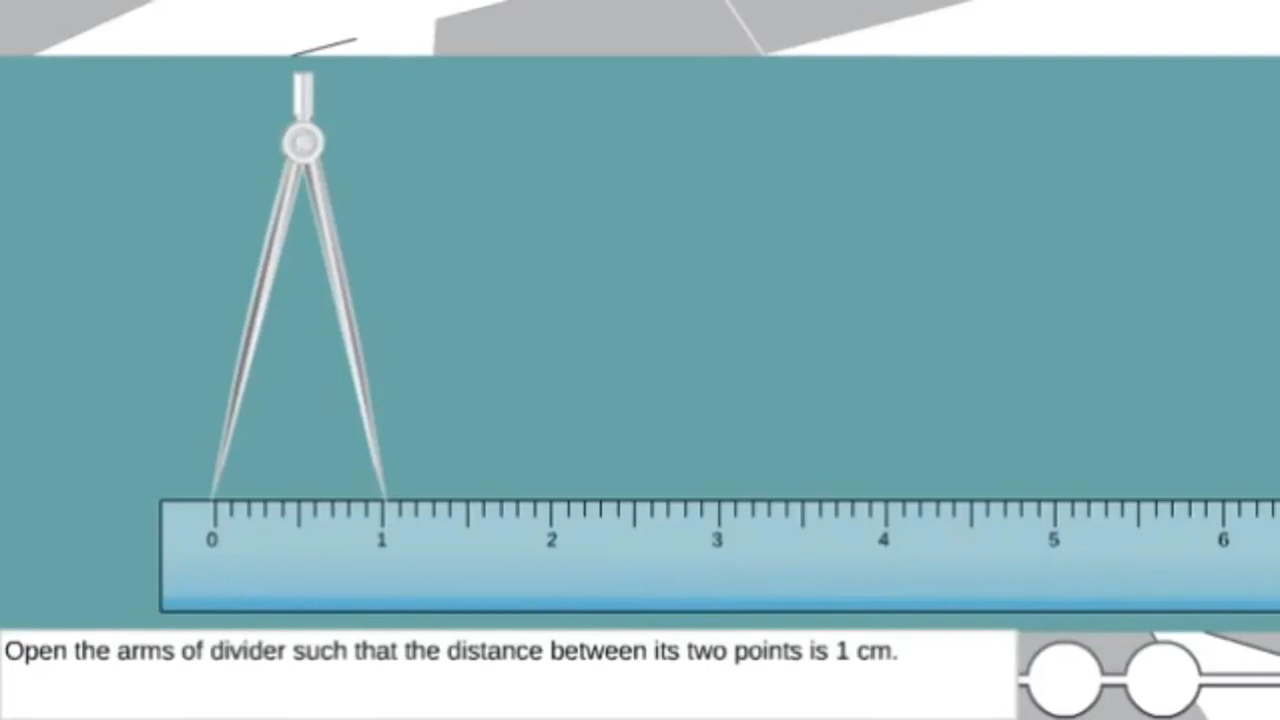 0 1 2 3 4 5 6
Open the arms of divider such that the distance between its two points is 1 cm.